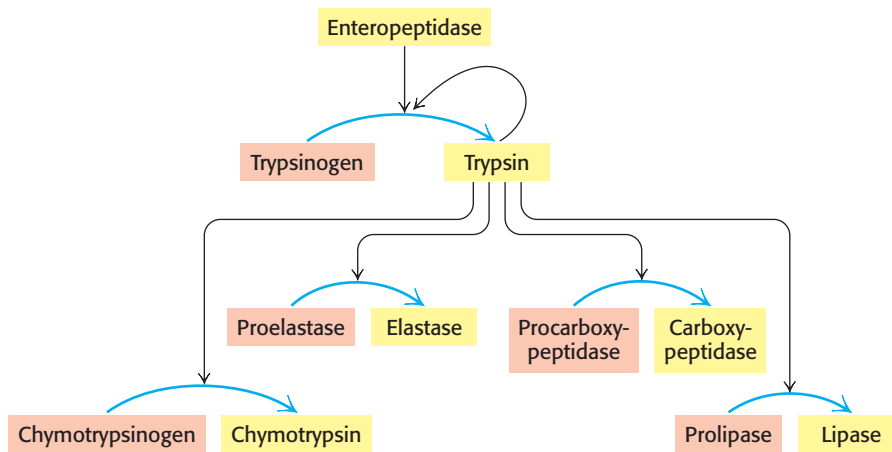 Enteropeptidase
Trypsinogen
Trypsin
Proelastase
Elastase
Procarboxy-
peptidase
Carboxy-
peptidase
Chymotrypsinogen
Chymotrypsin
Prolipase
Lipase